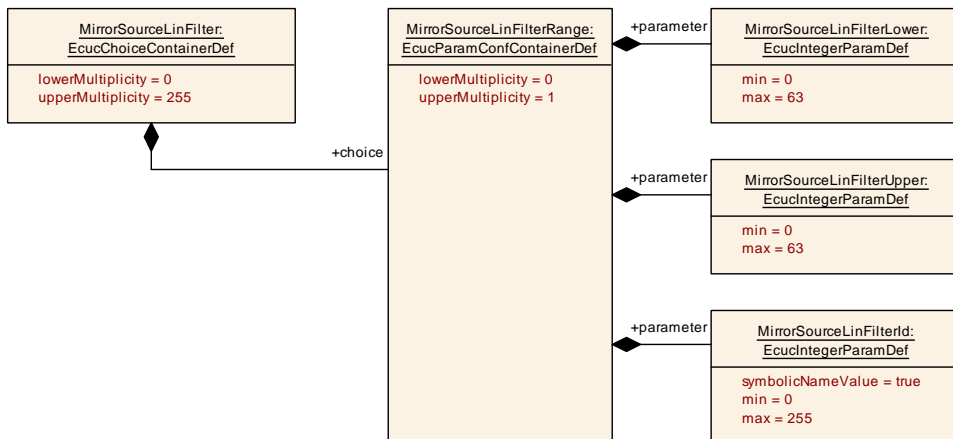 MirrorSourceLinFilter:
EcucChoiceContainerDef
lowerMultiplicity = 0
upperMultiplicity = 255
+choice
MirrorSourceLinFilterRange:
EcucParamConfContainerDef
lowerMultiplicity = 0
upperMultiplicity = 1
+parameter
MirrorSourceLinFilterLower:
EcucIntegerParamDef
min = 0
max = 63
+parameter
MirrorSourceLinFilterUpper:
EcucIntegerParamDef
min = 0
max = 63
+parameter
MirrorSourceLinFilterId:
EcucIntegerParamDef
symbolicNameValue = true
min = 0
max = 255